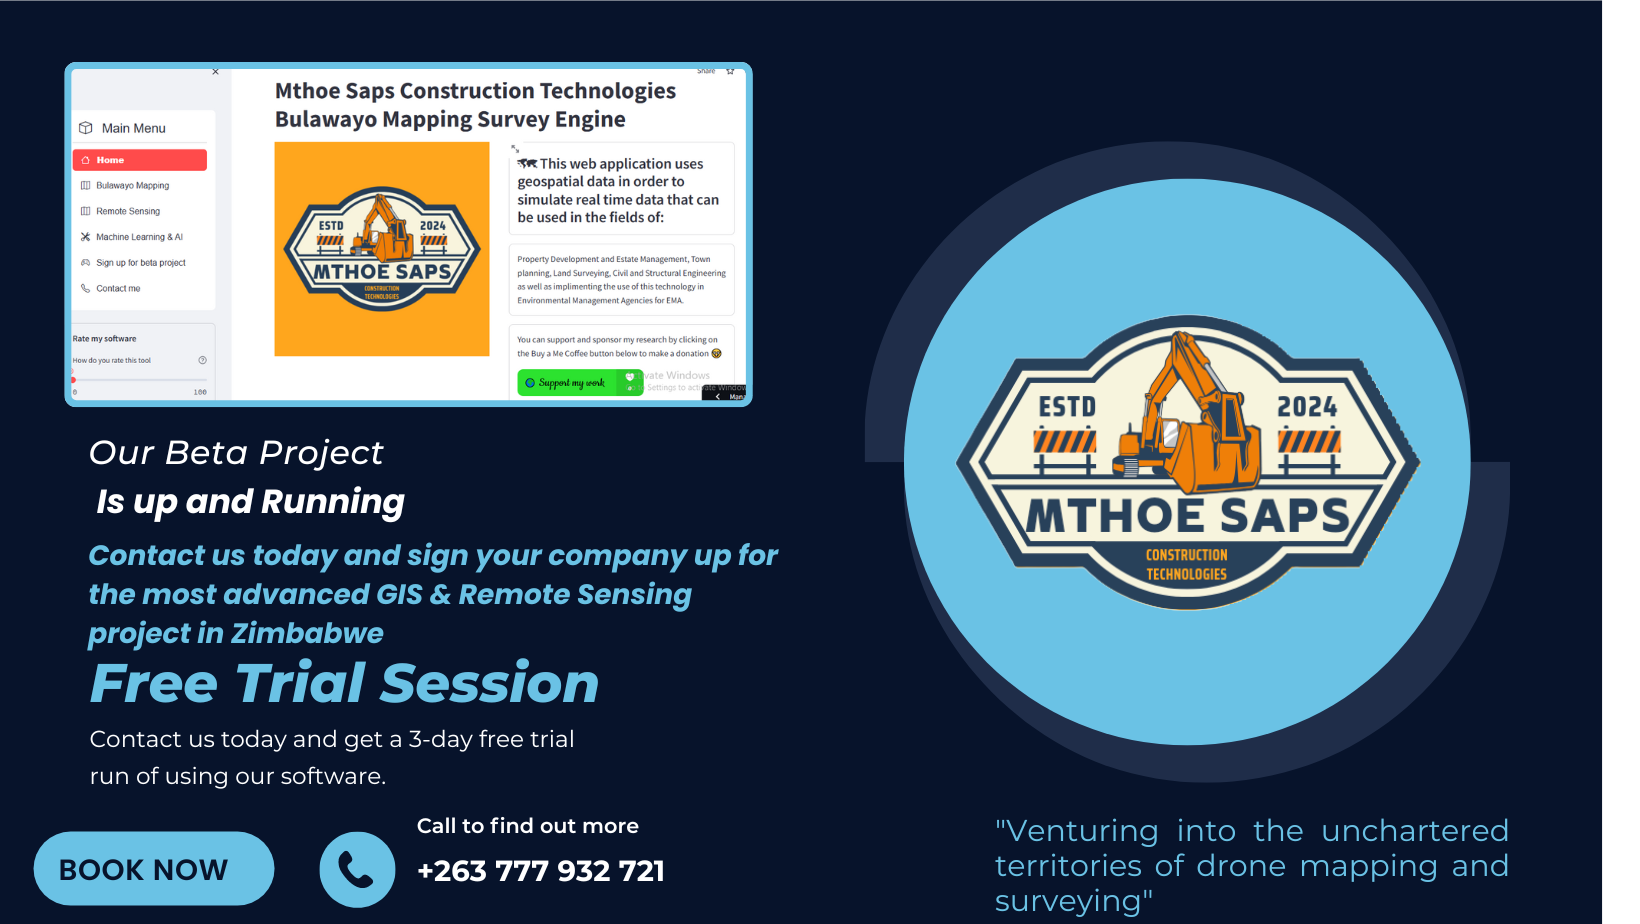 Share
Mthoe Saps Construction Technologies
Bulawayo Mapping Survey Engine
Main Menu
Home
Bulawayo Mapping
Remote Sensing
Machine Learning & AI
Sign up for beta project
Contact me
Rate my software
How do you rate this tool
0
100
ESTD
2024
MTHOE SAPS
CONSTRUCTION
TECHNOLOGIES
This web application uses
geospatial data in order to
simulate real time data that can
be used in the fields of:
Property Development and Estate Management, Town
planning, Land Surveying, Civil and Structural Engineering
as well as implimenting the use of this technology in
Environmental Management Agencies for EMA.
You can support and sponsor my research by clicking on
the Buy a Me Coffee button below to make a donation
Support my work
vate Windows
to Settings to activate Window
Mana
Our Beta Project
Is up and Running
Contact us today and sign your company up for
the most advanced GIS & Remote Sensing
project in Zimbabwe
Free Trial Session
Contact us today and get a 3-day free trial
run of using our software.
BOOK NOW
Call to find out more
+263 777 932 721
ESTD
2024
MTHOE SAPS
CONSTRUCTION
TECHNOLOGIES
"Venturing into the unchartered
territories of drone mapping and
surveying"